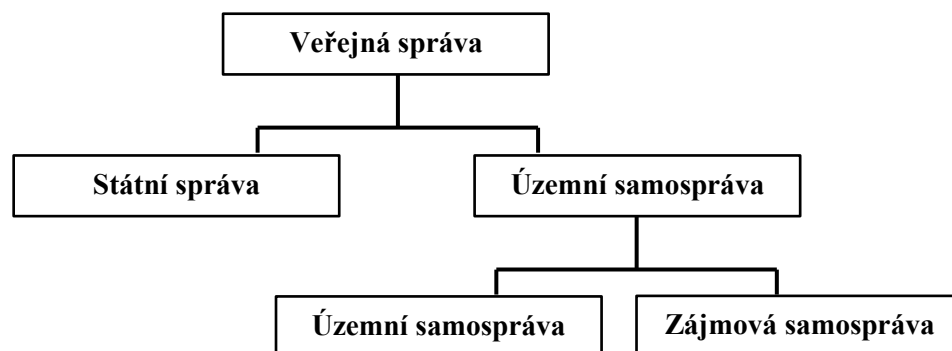 Veřejná správa
Státní správa
Územní samospráva
Územní samospráva
Zájmová samospráva